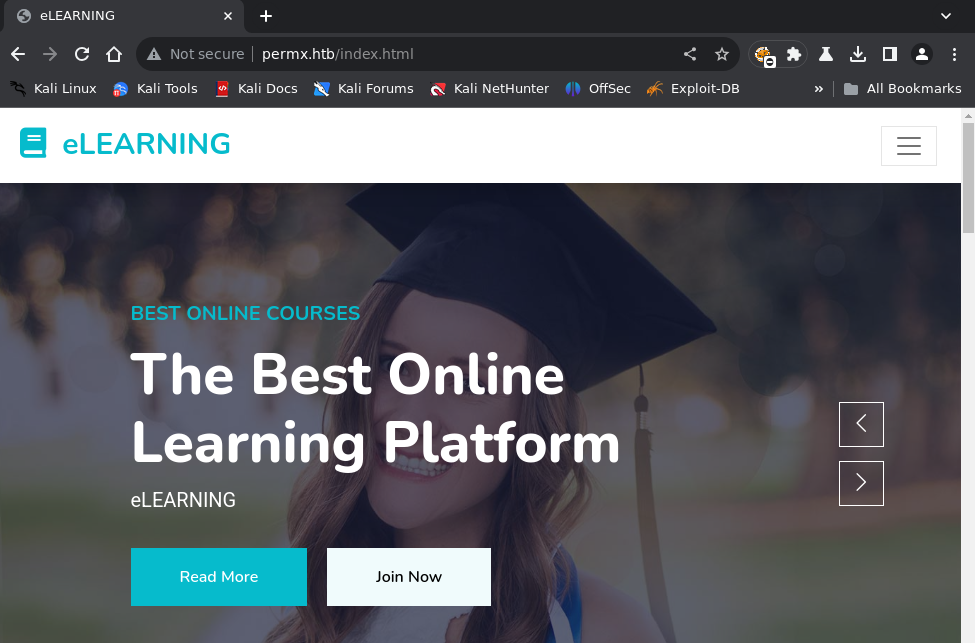 eLEARNING
Not secure permx.htb/index.html
Kali Linux Kali Tools Kali Docs Kali Forums Kali NetHunter OffSec Exploit-DB » All Bookmarks
eLEARNING
BEST ONLINE COURSES
The Best Online
Learning Platform
eLEARNING
Read More Join Now